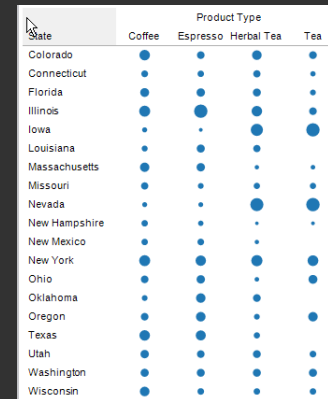 Product Type
State Coffee Espresso Herbal Tea Tea
Colorado
Connecticut
Florida
Illinois
Iowa
Louisiana
Massachusetts
Missouri
Nevada
New Hampshire
New Mexico
New York
Ohio
Oklahoma
Oregon
Texas
Utah
Washington
Wisconsin